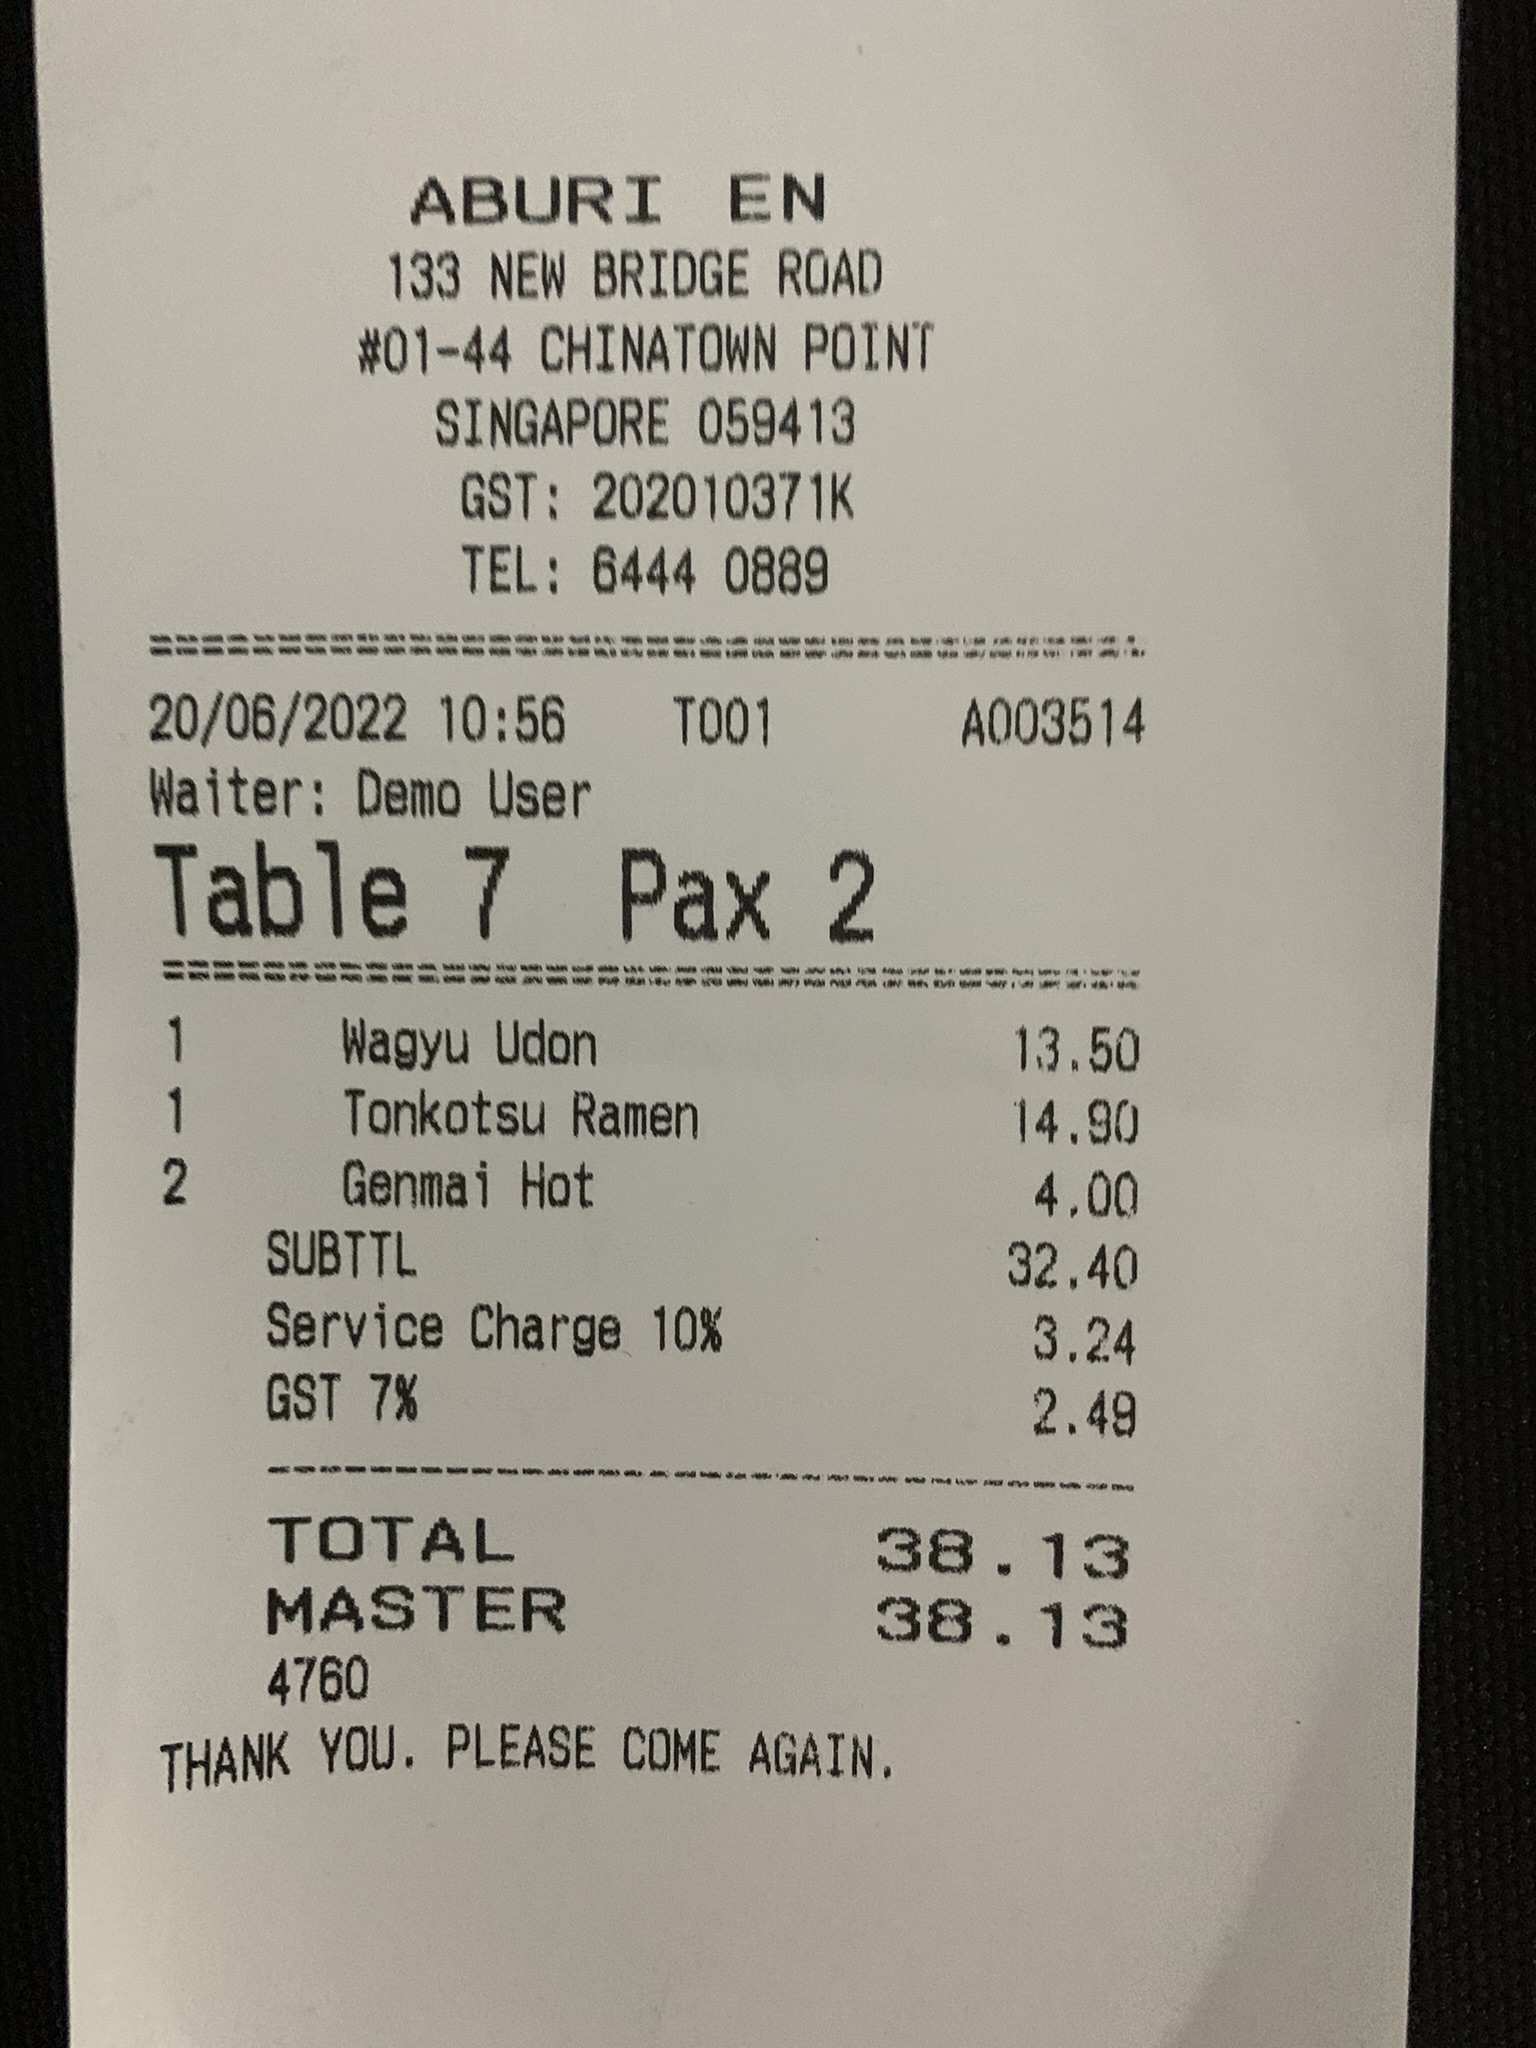 ABURI EN
133 NEW BRIDGE ROAD
#01-44 CHINATOWN POINT
SINGAPORE 059413
GST: 202010371K
TEL: 6444 0889
20/06/2022 10:56 T001 A003514
Waiter: Demo User
Table 7 Pax 2
1 Wagyu Udon 13.50
1 Tonkotsu Ramen 14.90
2 Genmai Hot 4.00
SUBTTL 32.40
Service Charge 10% 3.24
GST 7% 2.49
TOTAL 38.13
MASTER 38.13
4760
THANK YOU. PLEASE COME AGAIN.